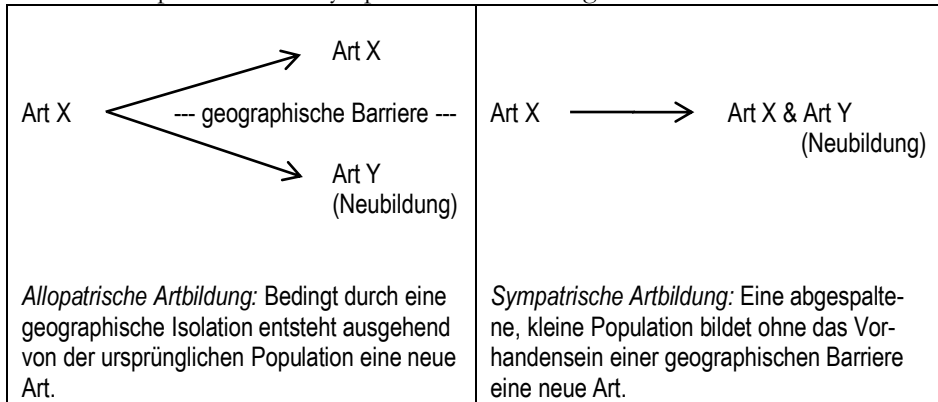 Art X
Art X
--- geographische Barriere ---
Art Y
(Neubildung)
Allopatrische Artbildung: Bedingt durch eine
geographische Isolation entsteht ausgehend
von der ursprünglichen Population eine neue
Art.
Art X
Art X & Art Y
(Neubildung)
Sympatrische Artbildung: Eine abgespalte-
ne, kleine Population bildet ohne das Vor-
handensein einer geographischen Barriere
eine neue Art.